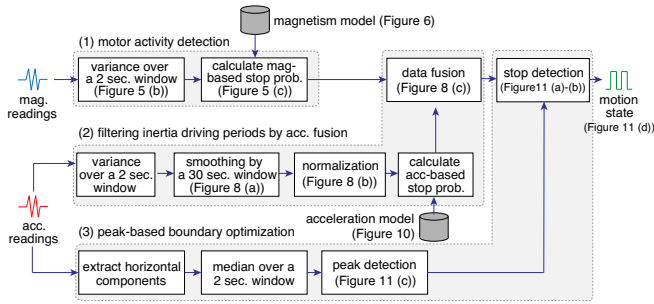 magnetism model (Figure 6)
(1) motor activity detection
variance over
a 2 sec. window
(Figure 5 (b))
calculate mag-
based stop prob.
(Figure 5 (c))
data fusion
(Figure 8 (c))
stop detection
(Figure11 (a)-(b))
mag.
readings
motion
state
(Figure 11 (d))
(2) filtering inertia driving periods by acc. fusion
variance
over a 2 sec.
window
smoothing by
a 30 sec. window
(Figure 8 (a))
normalization
(Figure 8 (b))
calculate
acc-based
stop prob.
acc.
readings
acceleration model
(Figure 10)
(3) peak-based boundary optimization
extract horizontal
components
median over a
2 sec. window
peak detection
(Figure 11 (c))